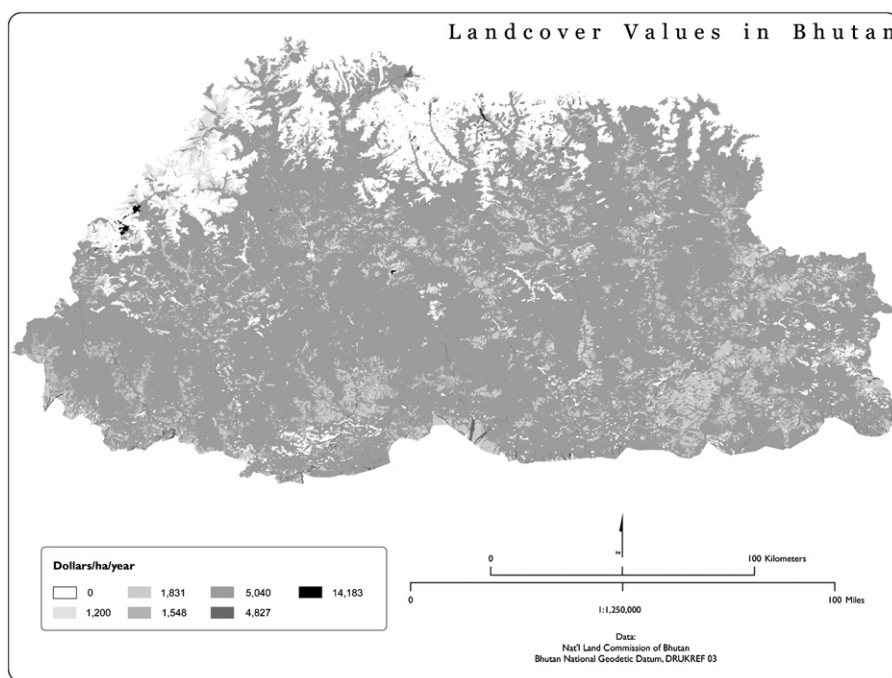 Landcover Values in Bhutan
Dollars/ha/year
0 1,831 5,040 14,183
1,200 1,548 4,827
N
0 100 Kilometers
0 100 Miles
1:1,250,000
Data:
Nat'l Land Commission of Bhutan
Bhutan National Geodetic Datum, DRUKREF 03